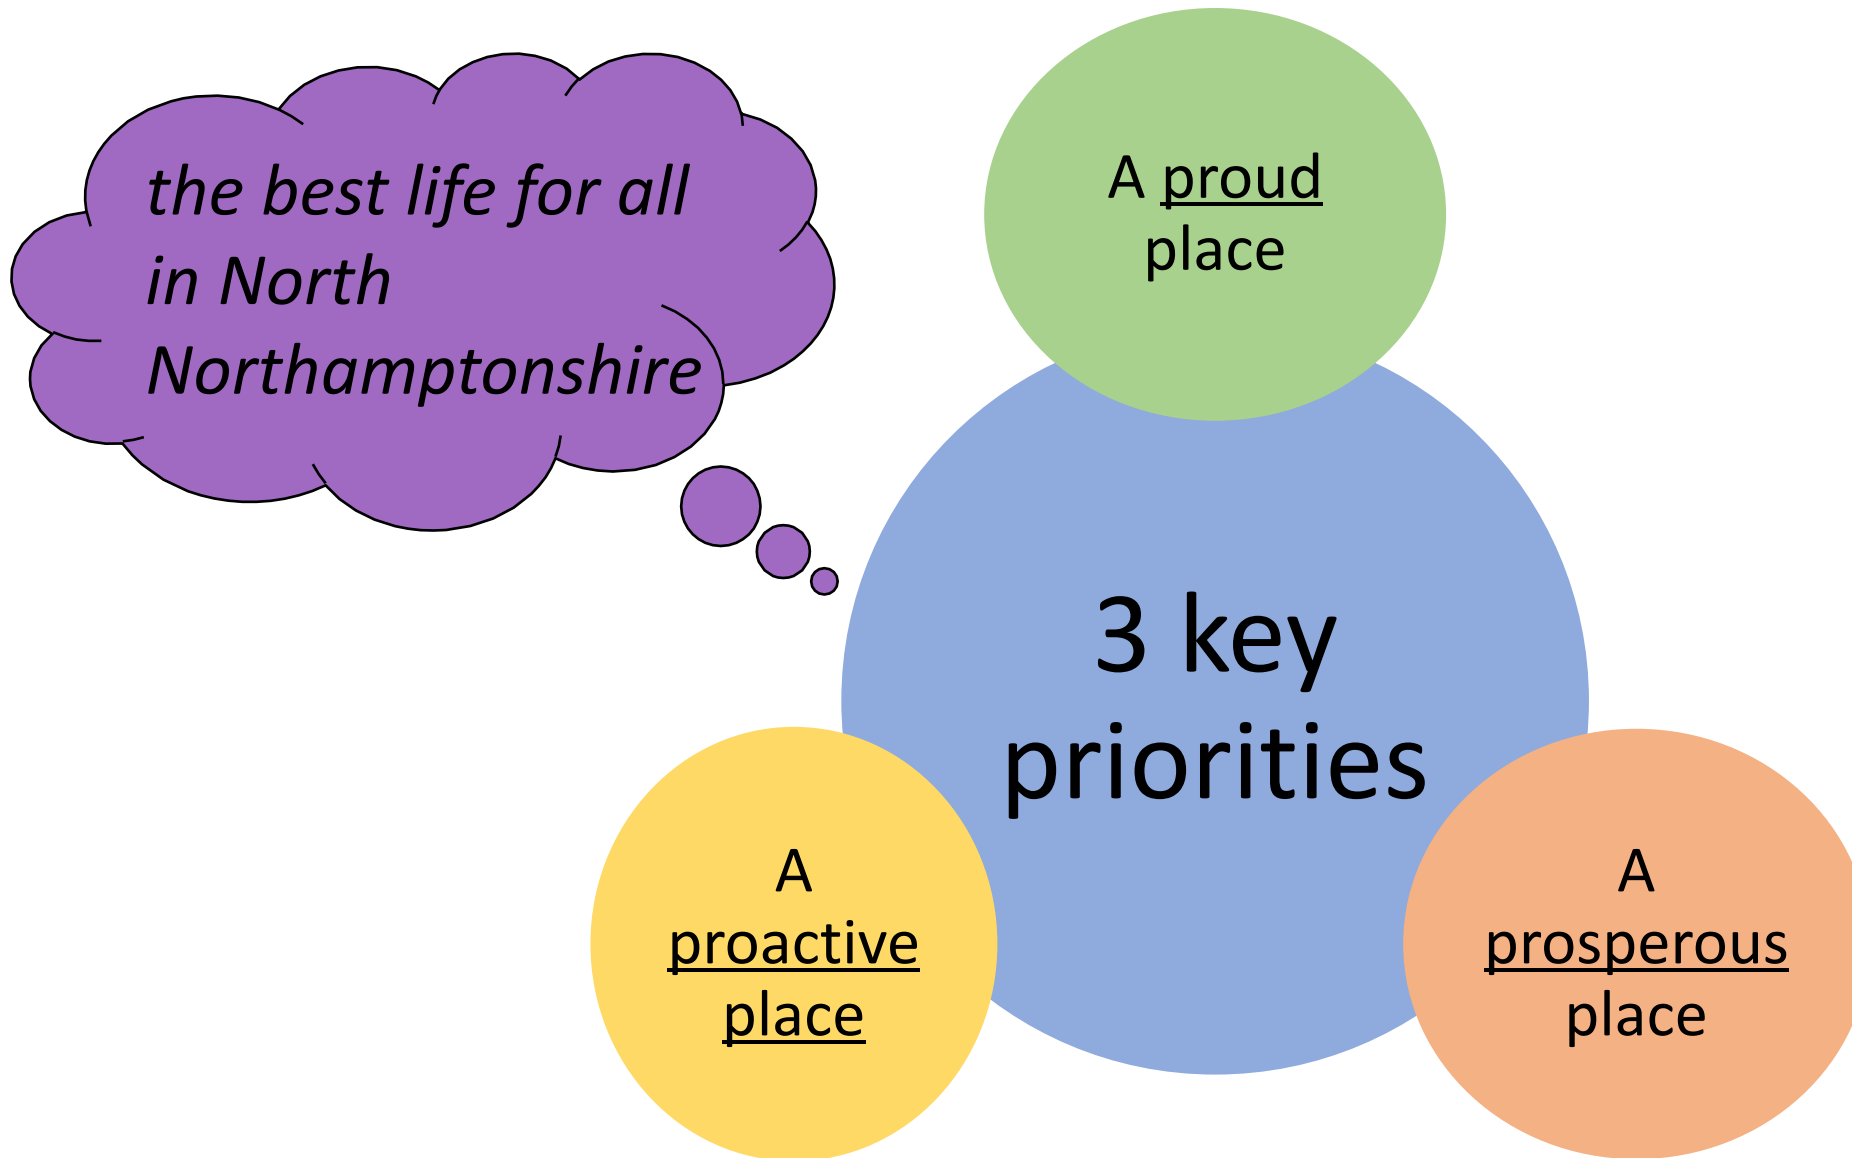 the best life for all
in North
Northamptonshire
A proud
place
3 key
priorities
A
proactive
place
A
prosperous
place